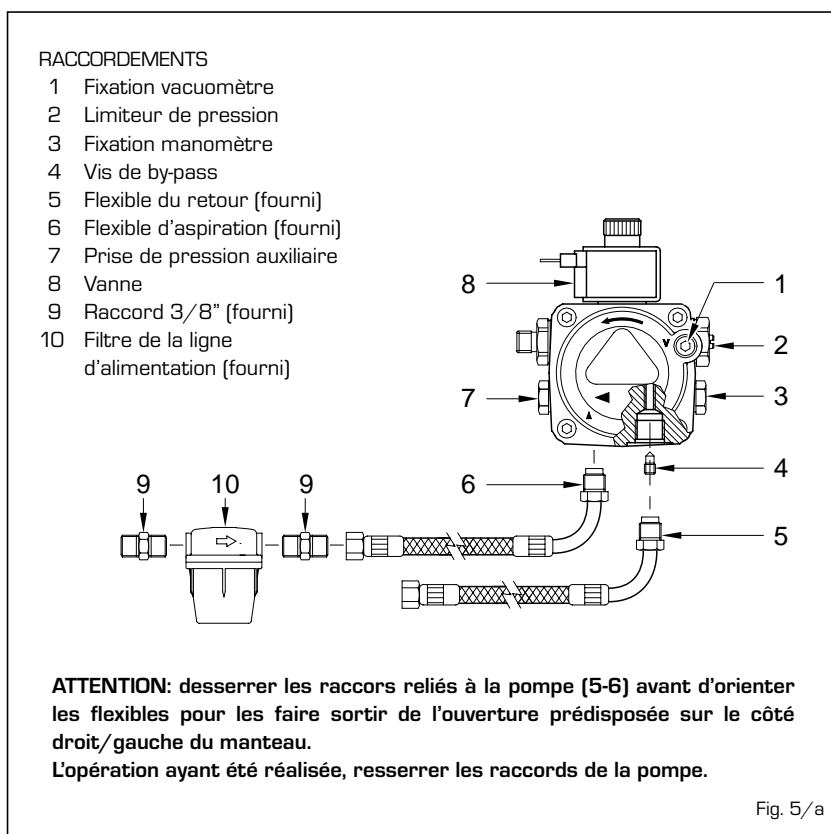 RACCORDEMENTS
1 Fixation vacuomètre
2 Limiteur de pression
3 Fixation manomètre
4 Vis de by-pass
5 Flexible du retour (fourni)
6 Flexible d'aspiration (fourni)
7 Prise de pression auxiliaire
8 Vanne
9 Raccord 3/8" (fourni)
10 Filtre de la ligne
d'alimentation (fourni)
8
1
V
2
7
3
6
4
9 10 9
5
ATTENTION: desserrer les raccors reliés à la pompe (5-6) avant d'orienter
les flexibles pour les faire sortir de l'ouverture prédisposée sur le côté
droit/gauche du manteau.
L'opération ayant été réalisée, resserrer les raccords de la pompe.
Fig. 5/a